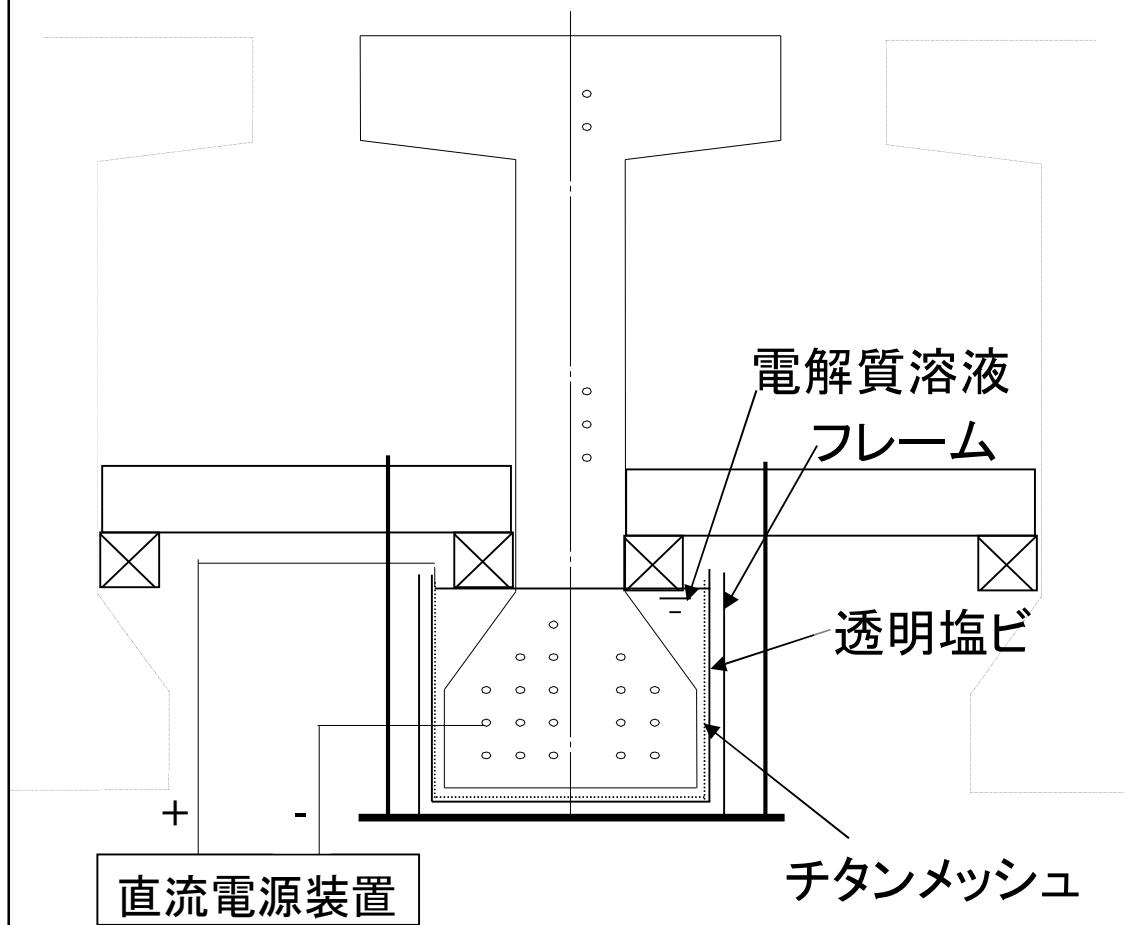 電解質溶液
フレーム
透明塩ビ
+ -
チタンメッシュ
直流電源装置